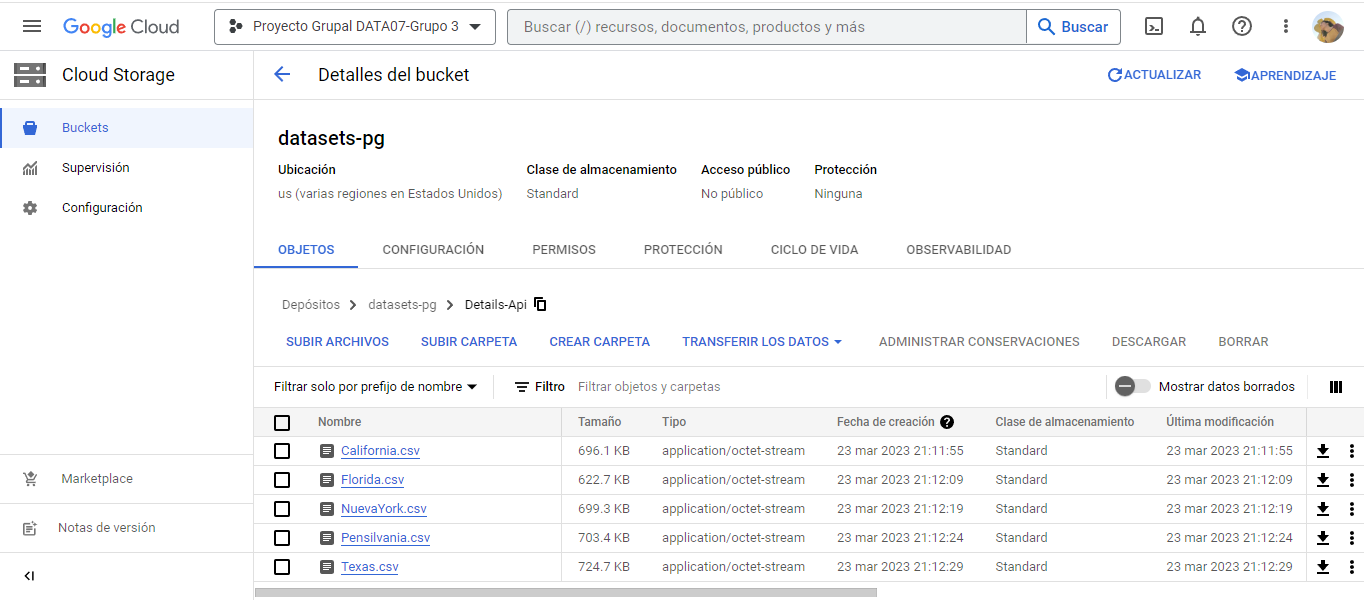 Google Cloud Proyecto Grupal DATA07-Grupo 3 Buscar (/) recursos, documentos, productos y más Buscar
Cloud Storage
Buckets
Supervisión
Configuración
Marketplace
Notas de versión
Detalles del bucket ACTUALIZAR APRENDIZAJE
datasets-pg
Ubicación Clase de almacenamiento Acceso público Protección
us (varias regiones en Estados Unidos) Standard No público Ninguna
OBJETOS CONFIGURACIÓN PERMISOS PROTECCIÓN CICLO DE VIDA OBSERVABILIDAD
Depósitos > datasets-pg > Details-Api
SUBIR ARCHIVOS SUBIR CARPETA CREAR CARPETA TRANSFERIR LOS DATOS ADMINISTRAR CONSERVACIONES DESCARGAR BORRAR
Filtrar solo por prefijo de nombre Filtro Filtrar objetos y carpetas Mostrar datos borrados
Nombre Tamaño Tipo Fecha de creación ? Clase de almacenamiento Última modificación
California.csv 696.1 KB application/octet-stream 23 mar 2023 21:11:55 Standard 23 mar 2023 21:11:55
Florida.csv 622.7 KB application/octet-stream 23 mar 2023 21:12:09 Standard 23 mar 2023 21:12:09
NuevaYork.csv 699.3 KB application/octet-stream 23 mar 2023 21:12:19 Standard 23 mar 2023 21:12:19
Pensilvania.csv 703.4 KB application/octet-stream 23 mar 2023 21:12:24 Standard 23 mar 2023 21:12:24
Texas.csv 724.7 KB application/octet-stream 23 mar 2023 21:12:29 Standard 23 mar 2023 21:12:29